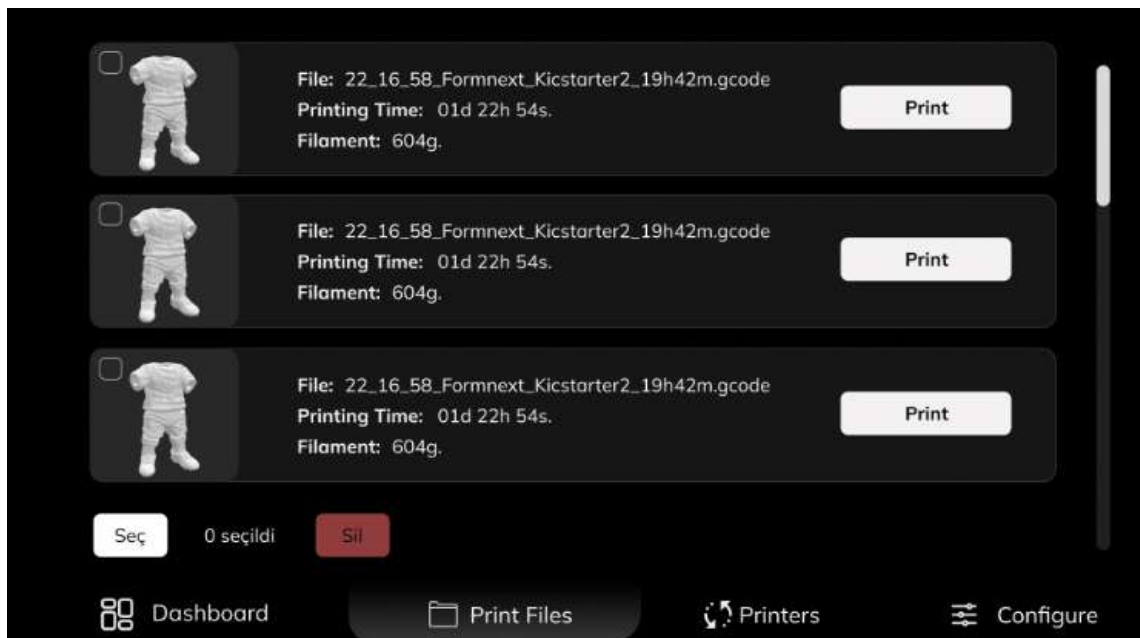 File: 22_16_58_Formnext_Kicstarter2_19h42m.gcode
Printing Time: 01d 22h 54s.
Filament: 604g.
Print
File: 22_16_58_Formnext_Kicstarter2_19h42m.gcode
Printing Time: 01d 22h 54s.
Filament: 604g.
Print
File: 22_16_58_Formnext_Kicstarter2_19h42m.gcode
Printing Time: 01d 22h 54s.
Filament: 604g.
Print
Seç 0 seçildi Sil
Dashboard Print Files Printers Configure